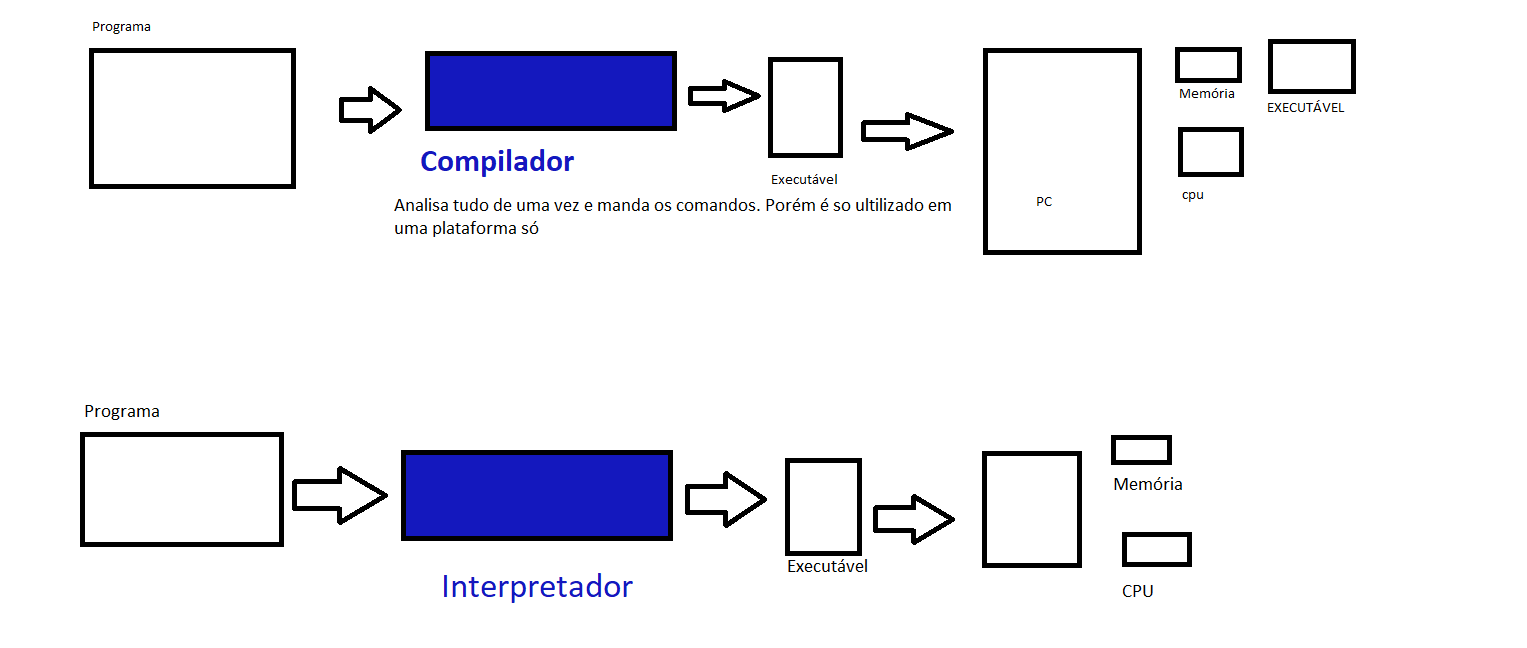 Programa
Compilador
Analisa tudo de uma vez e manda os comandos. Porém é so ultilizado em
uma plataforma só
Executável
PC
Memória
EXECUTÁVEL
cpu
Programa
Interpretador
Executável
Memória
CPU